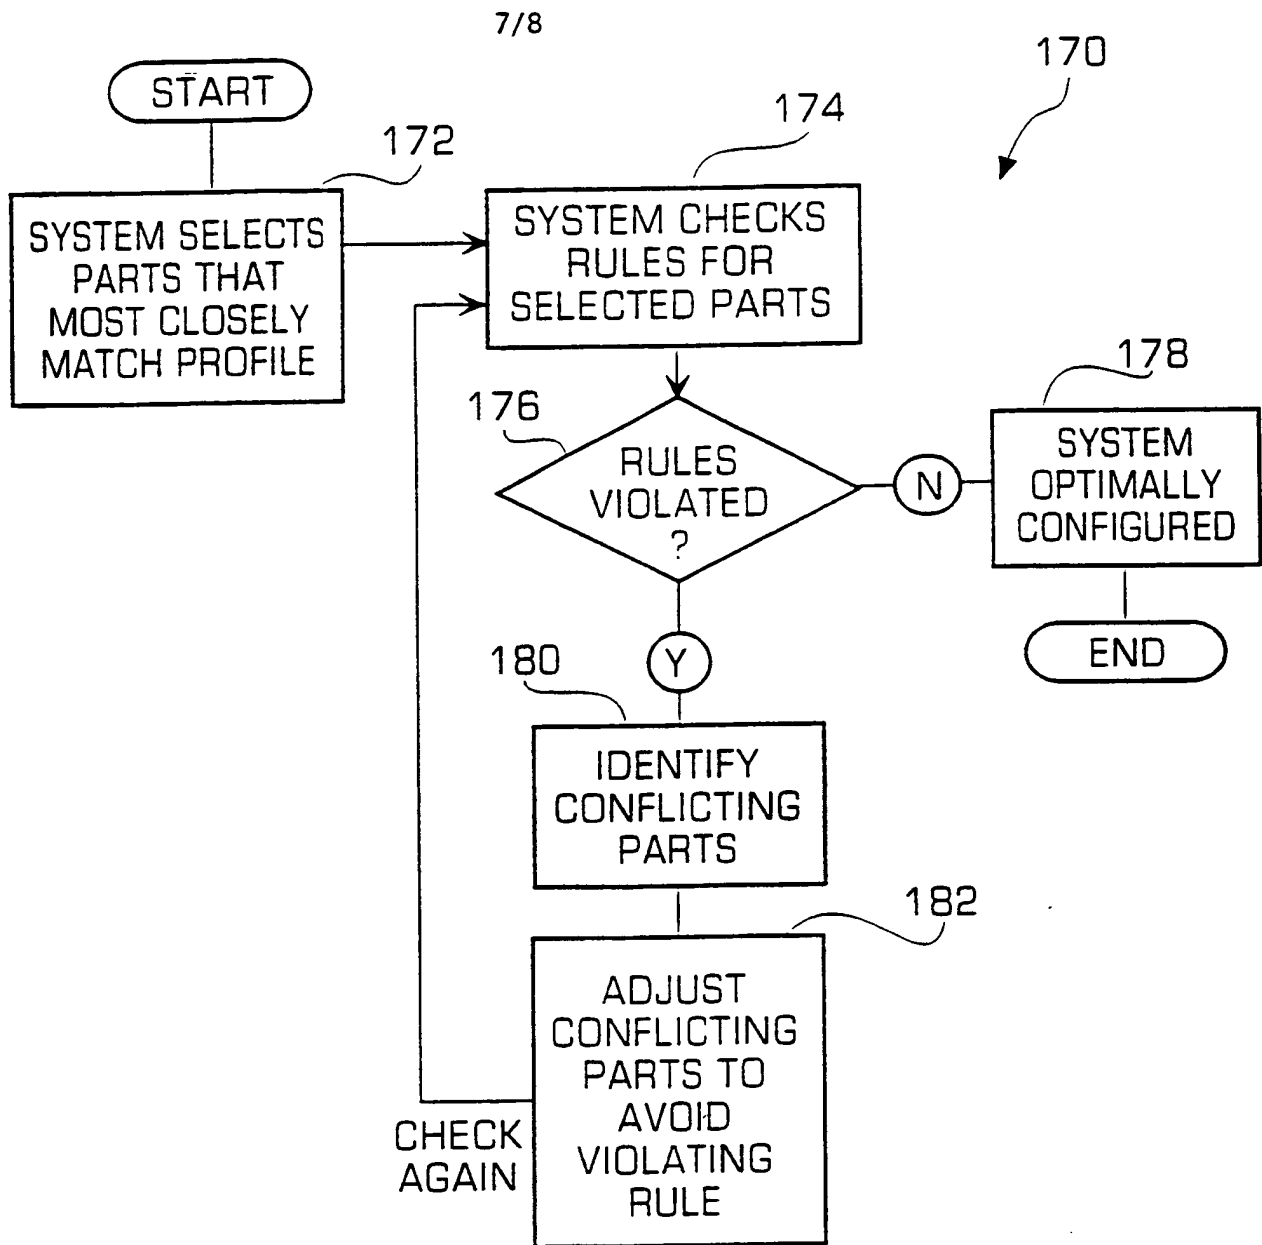 7/8
170
START
172
SYSTEM SELECTS
PARTS THAT
MOST CLOSELY
MATCH PROFILE
174
SYSTEM CHECKS
RULES FOR
SELECTED PARTS
176
RULES
VIOLATED
?
N
178
SYSTEM
OPTIMALLY
CONFIGURED
END
Y
180
IDENTIFY
CONFLICTING
PARTS
182
ADJUST
CONFLICTING
PARTS TO
AVOID
VIOLATING
RULE
CHECK
AGAIN